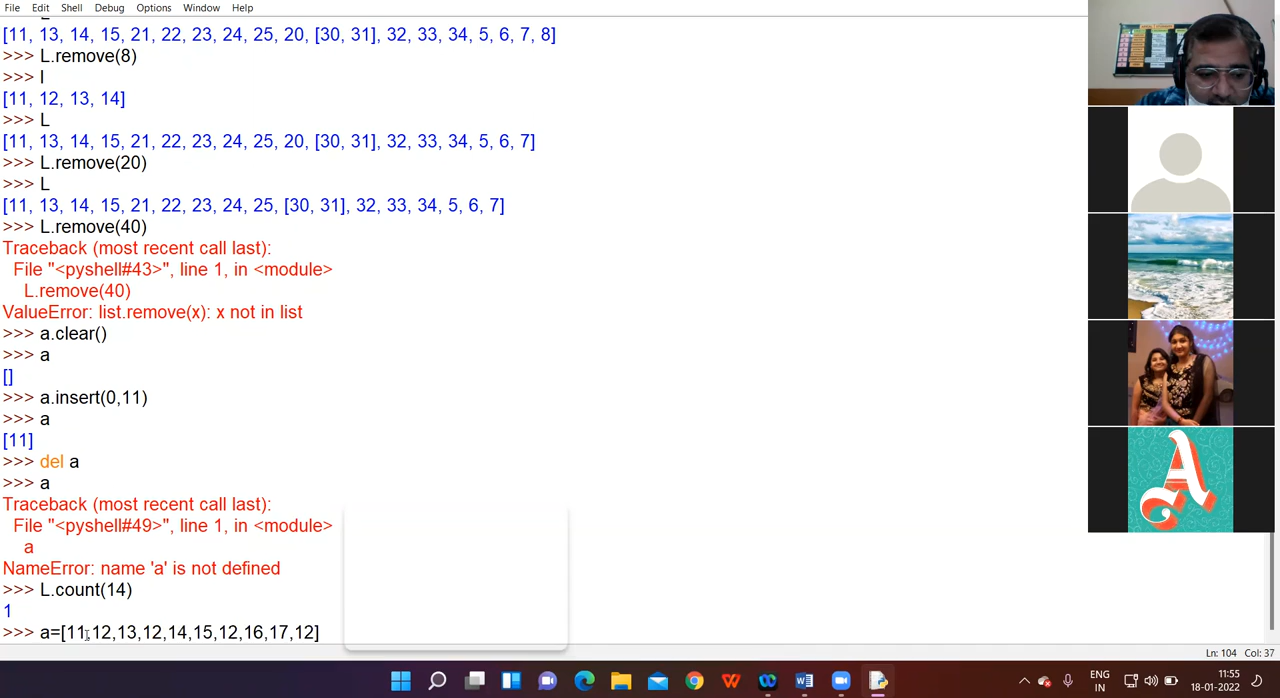 File Edit Shell Debug Options Window Help
[11, 13, 14, 15, 21, 22, 23, 24, 25, 20, [30, 31], 32, 33, 34, 5, 6, 7, 8]
>>> L.remove(8)
>>> l
[11, 12, 13, 14]
>>> L
[11, 13, 14, 15, 21, 22, 23, 24, 25, 20, [30, 31], 32, 33, 34, 5, 6, 7]
>>> L.remove(20)
>>> L
[11, 13, 14, 15, 21, 22, 23, 24, 25, [30, 31], 32, 33, 34, 5, 6, 7]
>>> L.remove(40)
Traceback (most recent call last):
File "<pyshell#43>", line 1, in <module>
L.remove(40)
ValueError: list.remove(x): x not in list
>>> a.clear()
>>> a
[]
>>> a.insert(0,11)
>>> a
[11]
>>> del a
>>> a
Traceback (most recent call last):
File "<pyshell#49>", line 1, in <module>
a
NameError: name 'a' is not defined
>>> L.count(14)
1
>>> a=[11,12,13,12,14,15,12,16,17,12]
A
Ln: 104 Col: 37
ENG
IN
11:55
18-01-2022